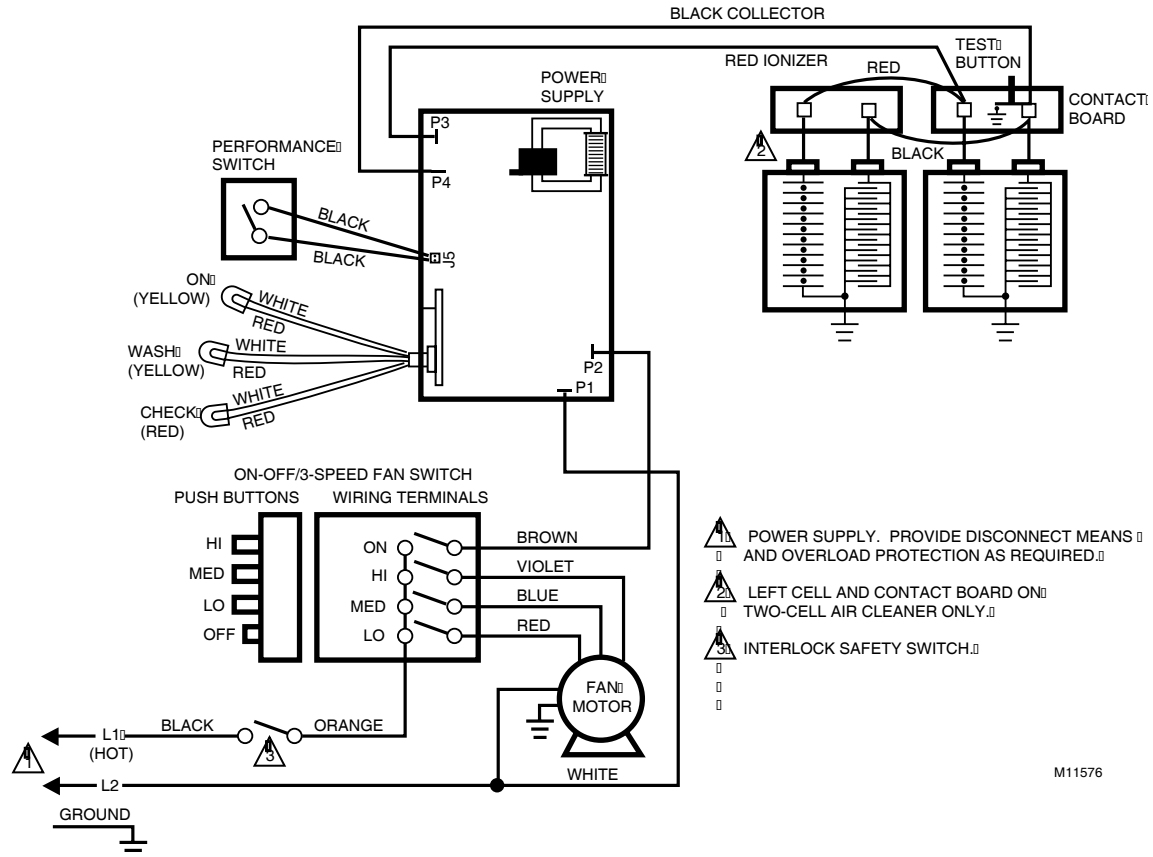 BLACK COLLECTOR
RED IONIZER
RED
TEST
BUTTON
CONTACT
BOARD
BLACK
2
POWER
SUPPLY
P3
P4
PERFORMANCE
SWITCH
BLACK
BLACK
J5
ON
(YELLOW)
WHITE
RED
WASH
(YELLOW)
WHITE
RED
CHECK
(RED)
WHITE
RED
P2
P1
ON-OFF/3-SPEED FAN SWITCH
PUSH BUTTONS
WIRING TERMINALS
HI
MED
LO
OFF
ON
HI
MED
LO
BROWN
VIOLET
BLUE
RED
FAN
MOTOR
1 POWER SUPPLY. PROVIDE DISCONNECT MEANS
AND OVERLOAD PROTECTION AS REQUIRED.
2 LEFT CELL AND CONTACT BOARD ON
TWO-CELL AIR CLEANER ONLY.
3 INTERLOCK SAFETY SWITCH.
1
L1
(HOT)
BLACK
3
ORANGE
L2
WHITE
GROUND
M11576